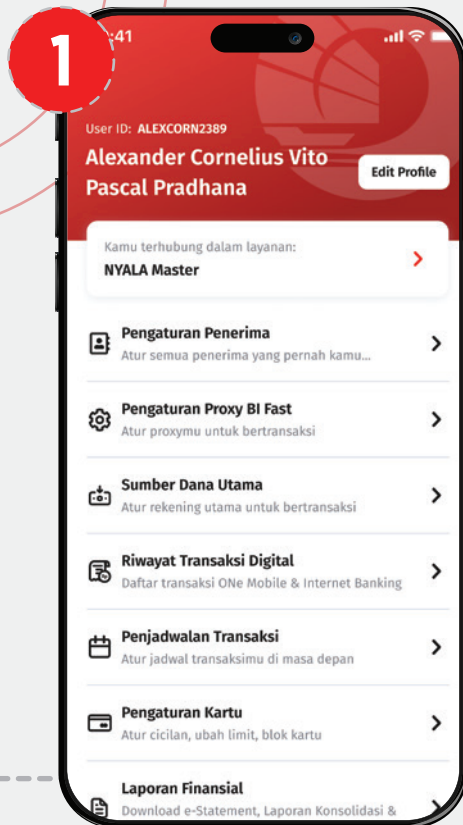 1
:41
User ID: ALEXCORN2389
Alexander Cornelius Vito
Pascal Pradhana
Edit Profile
Kamu terhubung dalam layanan:
NYALA Master
Pengaturan Penerima
Atur semua penerima yang pernah kamu...
Pengaturan Proxy BI Fast
Atur proxymu untuk bertransaksi
Sumber Dana Utama
Atur rekening utama untuk bertransaksi
Riwayat Transaksi Digital
Daftar transaksi ONe Mobile & Internet Banking
Penjadwalan Transaksi
Atur jadwal transaksimu di masa depan
Pengaturan Kartu
Atur cicilan, ubah limit, blok kartu
Laporan Finansial
Download e-Statement, Laporan Konsolidasi &